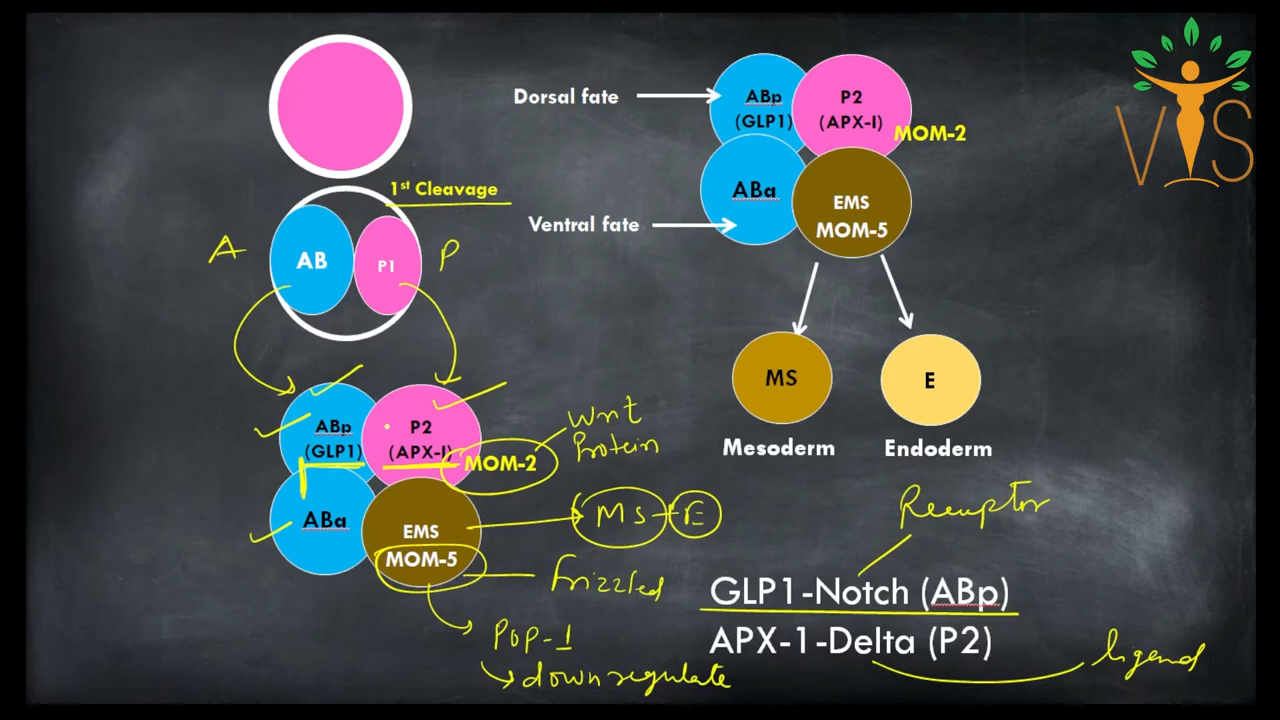 Dorsal fate
ABp
(GLP1)
P2
(APX-I)
MOM-2
ABa
EMS
MOM-5
Ventral fate
VIS
1st Cleavage
A
AB
P1
P
MS
E
Mesoderm
Endoderm
ABp
(GLP1)
P2
(APX-I)
MOM-2
Wnt
Protein
ABa
EMS
MOM-5
MS
E
Frizzled
POP-1
downregulate
Receptor
GLP1-Notch (ABp)
APX-1-Delta (P2)
ligend